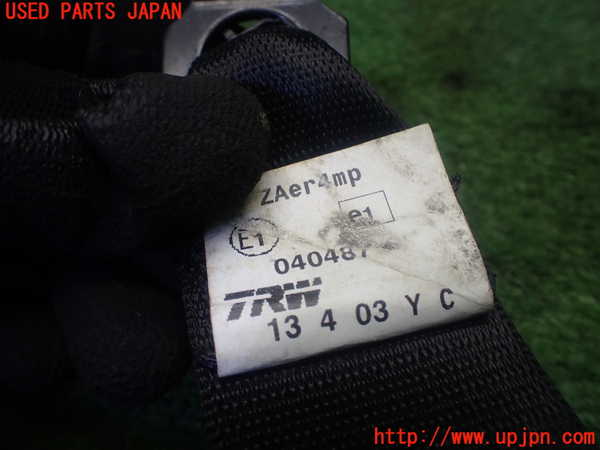 USED PARTS JAPAN
ZAer4mp
E1 e1
040487
TRW
13 4 03 Y C
http://www.upjpn.com